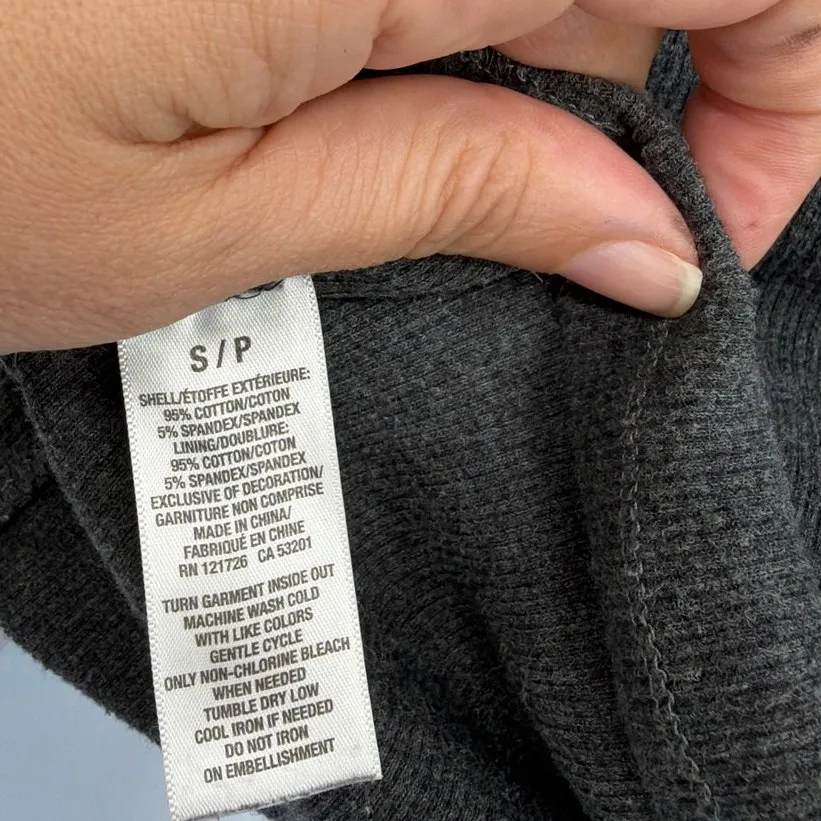 S / P
SHELL/ÉTOFFE EXTÉRIEURE:
95% COTTON/COTON
5% SPANDEX/SPANDEX
LINING/DOUBLURE:
95% COTTON/COTON
5% SPANDEX/SPANDEX
EXCLUSIVE OF DECORATION/
GARNITURE NON COMPRISE
MADE IN CHINA/
FABRIQUÉ EN CHINE
RN 121726 CA 53201
TURN GARMENT INSIDE OUT
MACHINE WASH COLD
WITH LIKE COLORS
GENTLE CYCLE
ONLY NON-CHLORINE BLEACH
WHEN NEEDED
TUMBLE DRY LOW
COOL IRON IF NEEDED
DO NOT IRON
ON EMBELLISHMENT